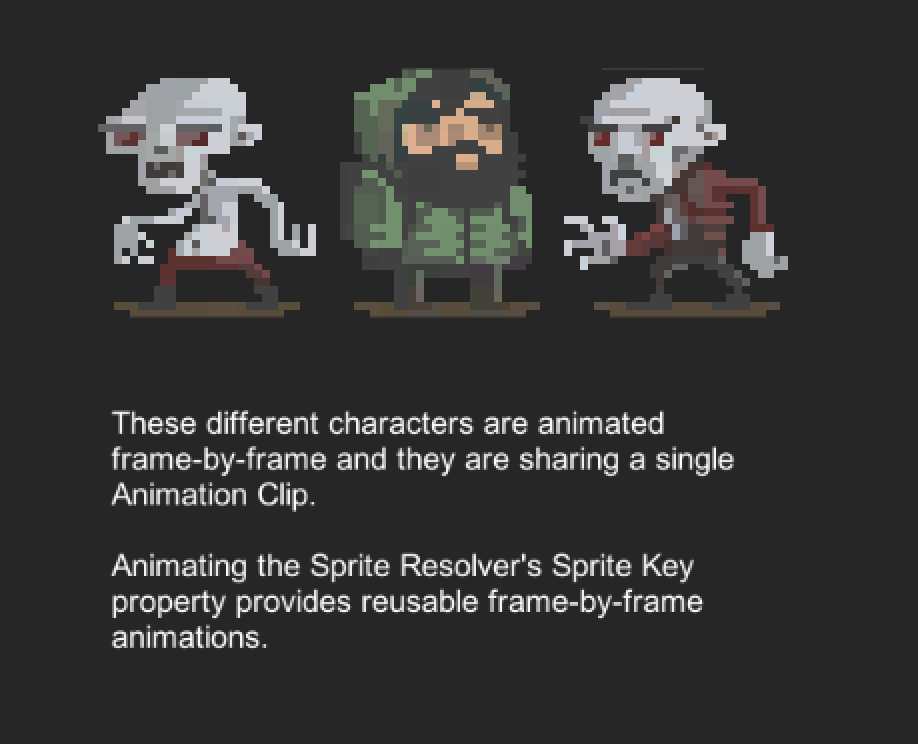 These different characters are animated
frame-by-frame and they are sharing a single
Animation Clip.
Animating the Sprite Resolver's Sprite Key
property provides reusable frame-by-frame
animations.